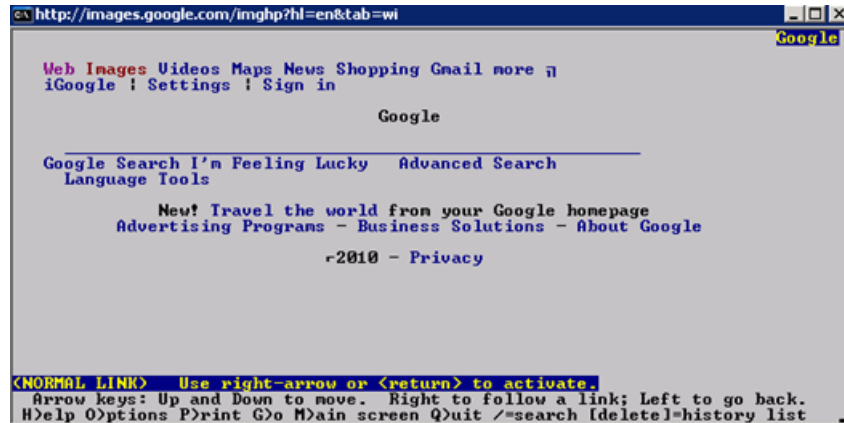 http://images.google.com/imghp?hl=en&tab=wi
Google
Web Images Videos Maps News Shopping Gmail more ה
iGoogle ¦ Settings ¦ Sign in
Google
Google Search I'm Feeling Lucky Advanced Search
Language Tools
New! Travel the world from your Google homepage
Advertising Programs - Business Solutions - About Google
⌐2010 - Privacy
<NORMAL LINK> Use right-arrow or <return> to activate.
Arrow keys: Up and Down to move. Right to follow a link; Left to go back.
H)elp O)ptions P)rint G)o M)ain screen Q)uit /=search [delete]=history list